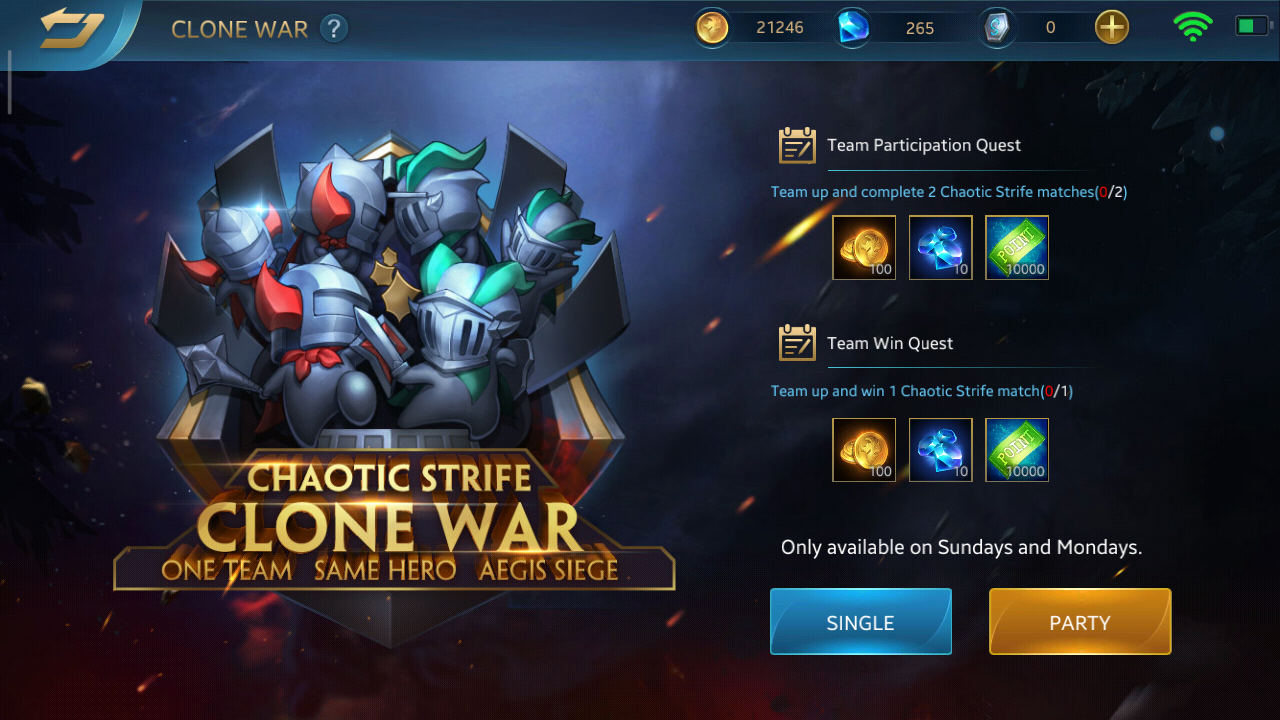 CLONE WAR ?
21246
265
0
Team Participation Quest
Team up and complete 2 Chaotic Strife matches(0/2)
100
10
POINT
10000
Team Win Quest
Team up and win 1 Chaotic Strife match(0/1)
100
10
POINT
10000
CHAOTIC STRIFE
CLONE WAR
ONE TEAM SAME HERO AEGIS SIEGE
Only available on Sundays and Mondays.
SINGLE
PARTY